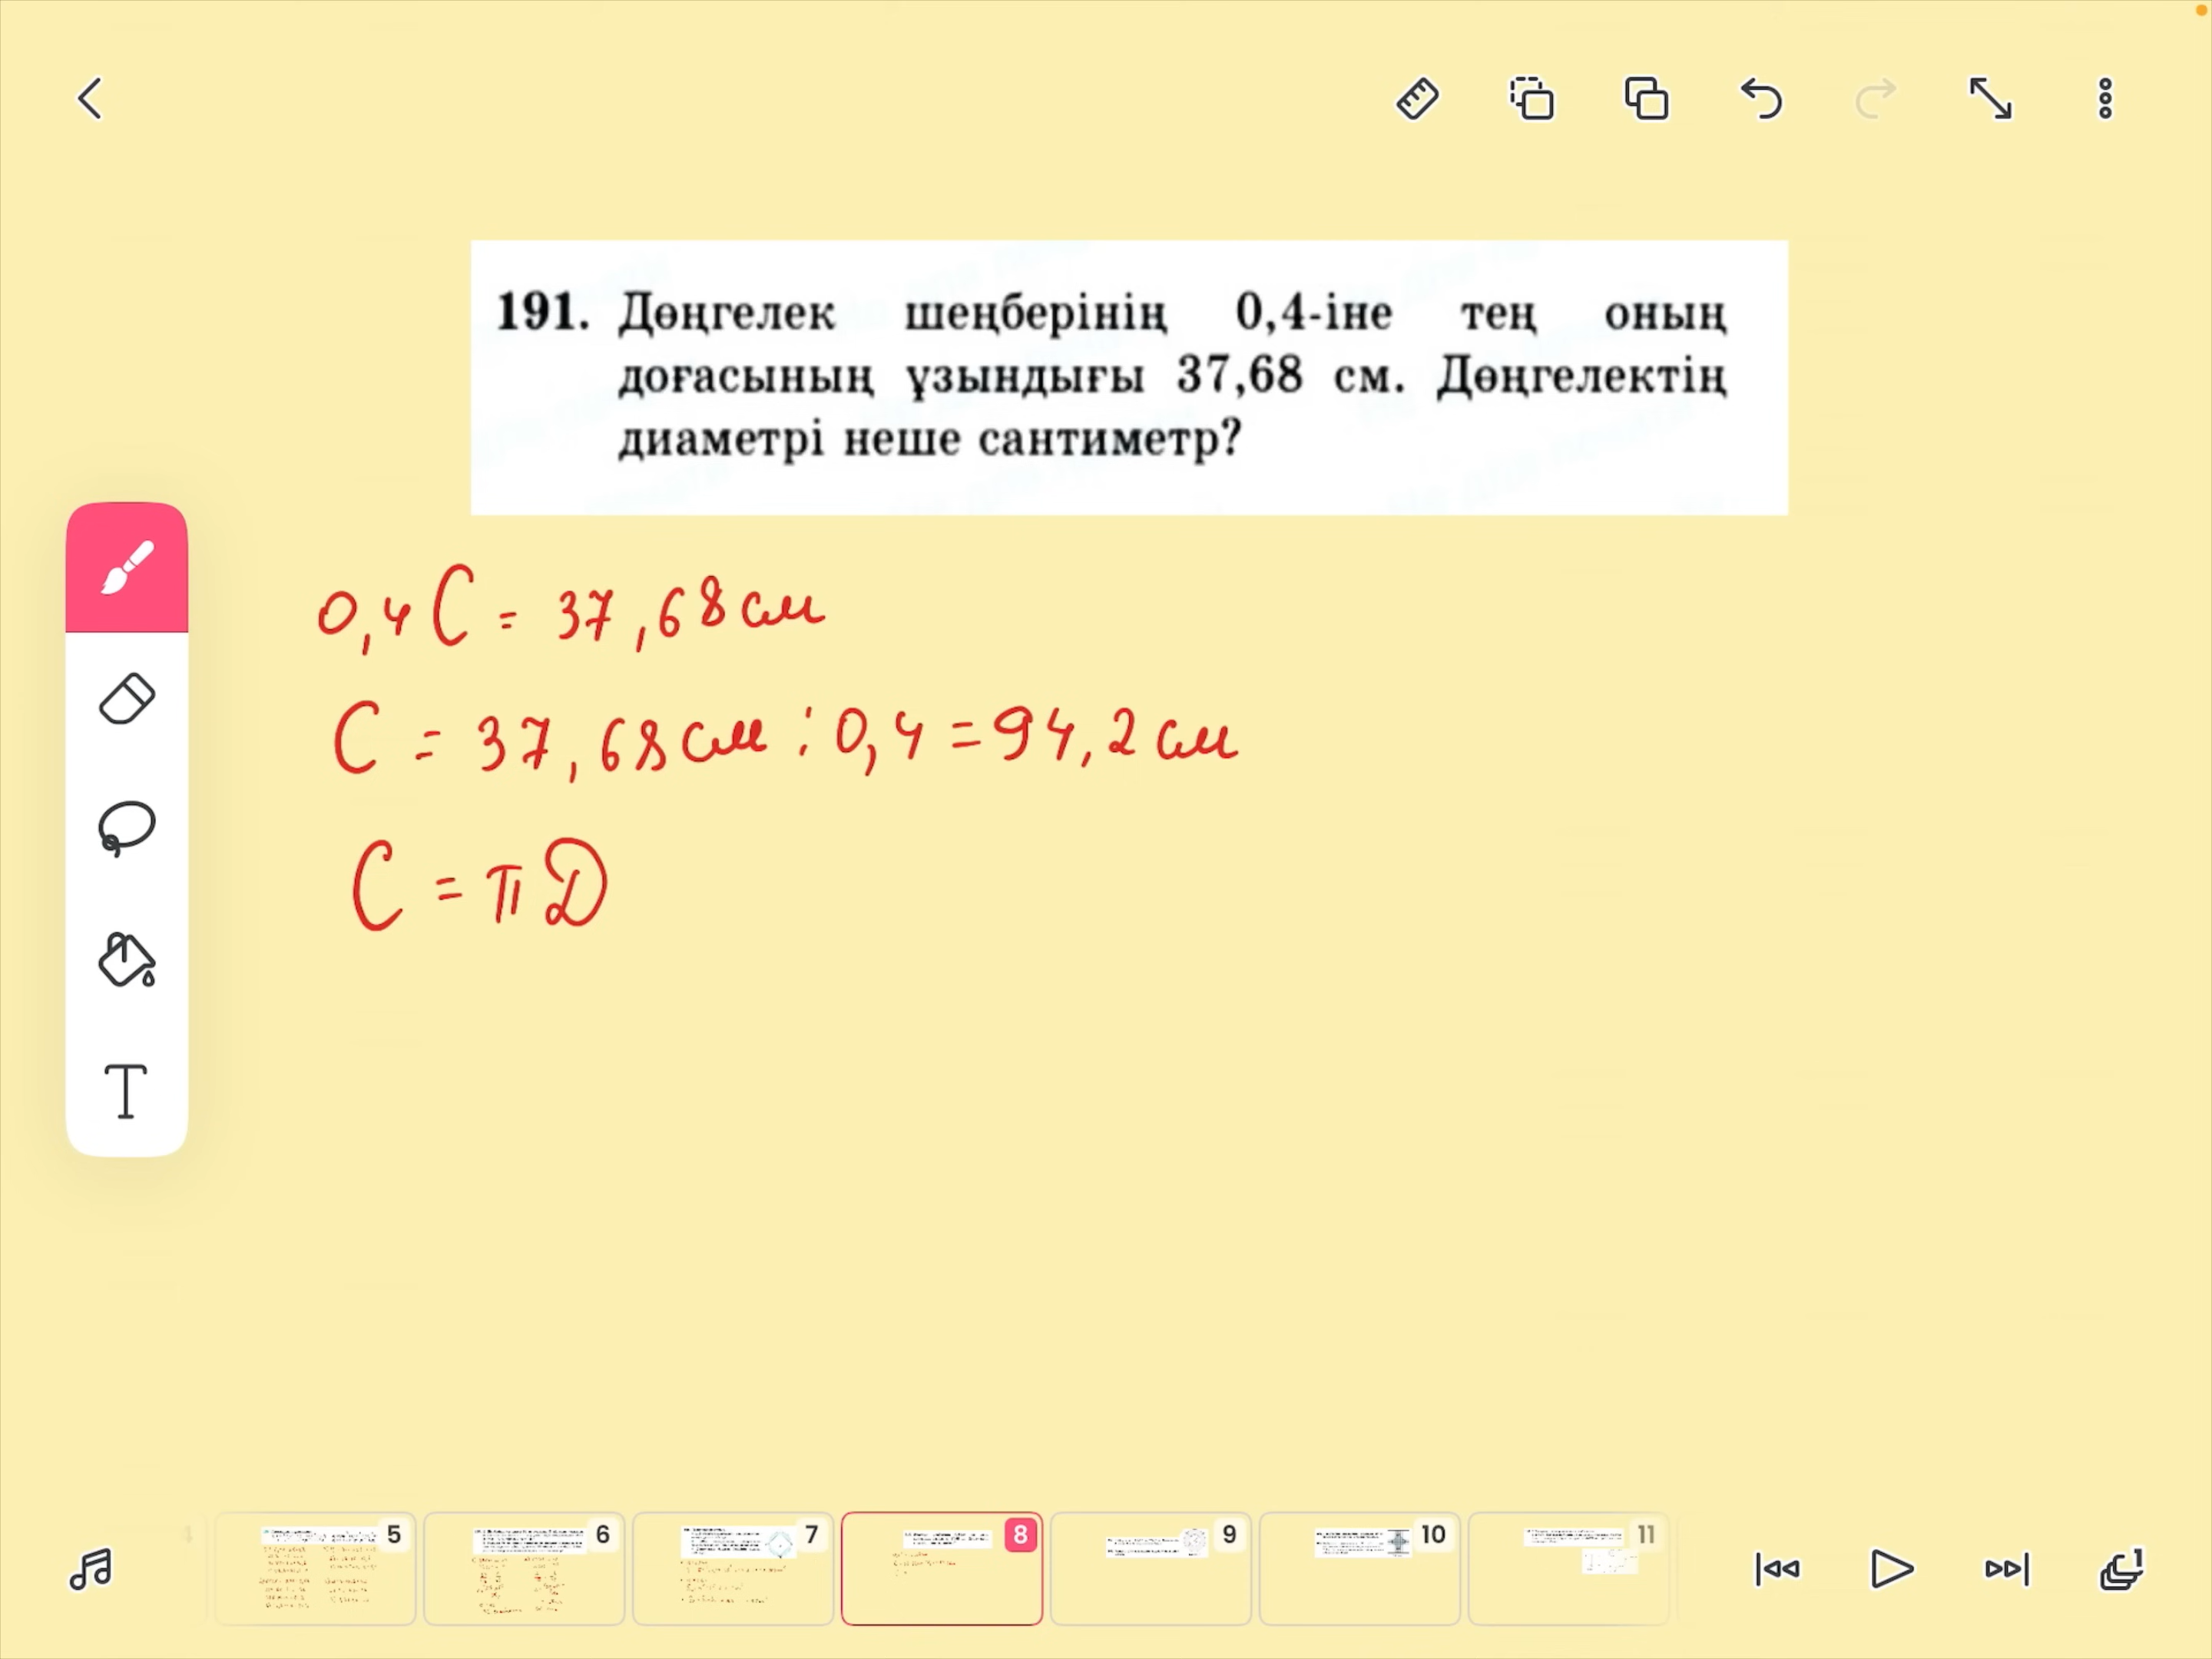 191. Дөңгелек шеңберінің 0,4-іне тең оның
доғасының ұзындығы 37,68 см. Дөңгелектің
диаметрі неше сантиметр?
0,4 C = 37,68 см
C = 37,68 см : 0,4 = 94,2 см
C = π D
T
5
6
7
8
9
10
11
1